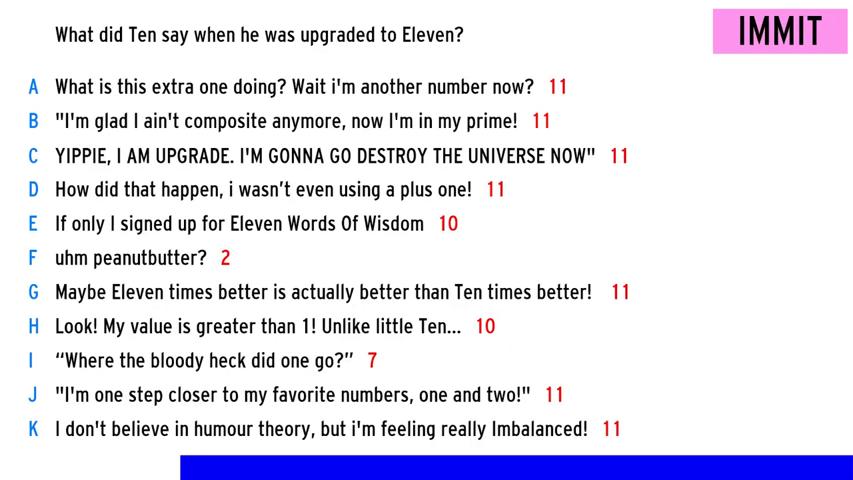 What did Ten say when he was upgraded to Eleven?
IMMIT
A What is this extra one doing? Wait i'm another number now? 11
B "I'm glad I ain't composite anymore, now I'm in my prime! 11
C YIPPIE, I AM UPGRADE. I'M GONNA GO DESTROY THE UNIVERSE NOW" 11
D How did that happen, i wasn’t even using a plus one! 11
E If only I signed up for Eleven Words Of Wisdom 10
F uhm peanutbutter? 2
G Maybe Eleven times better is actually better than Ten times better! 11
H Look! My value is greater than 1! Unlike little Ten... 10
I “Where the bloody heck did one go?” 7
J "I'm one step closer to my favorite numbers, one and two!" 11
K I don't believe in humour theory, but i'm feeling really Imbalanced! 11